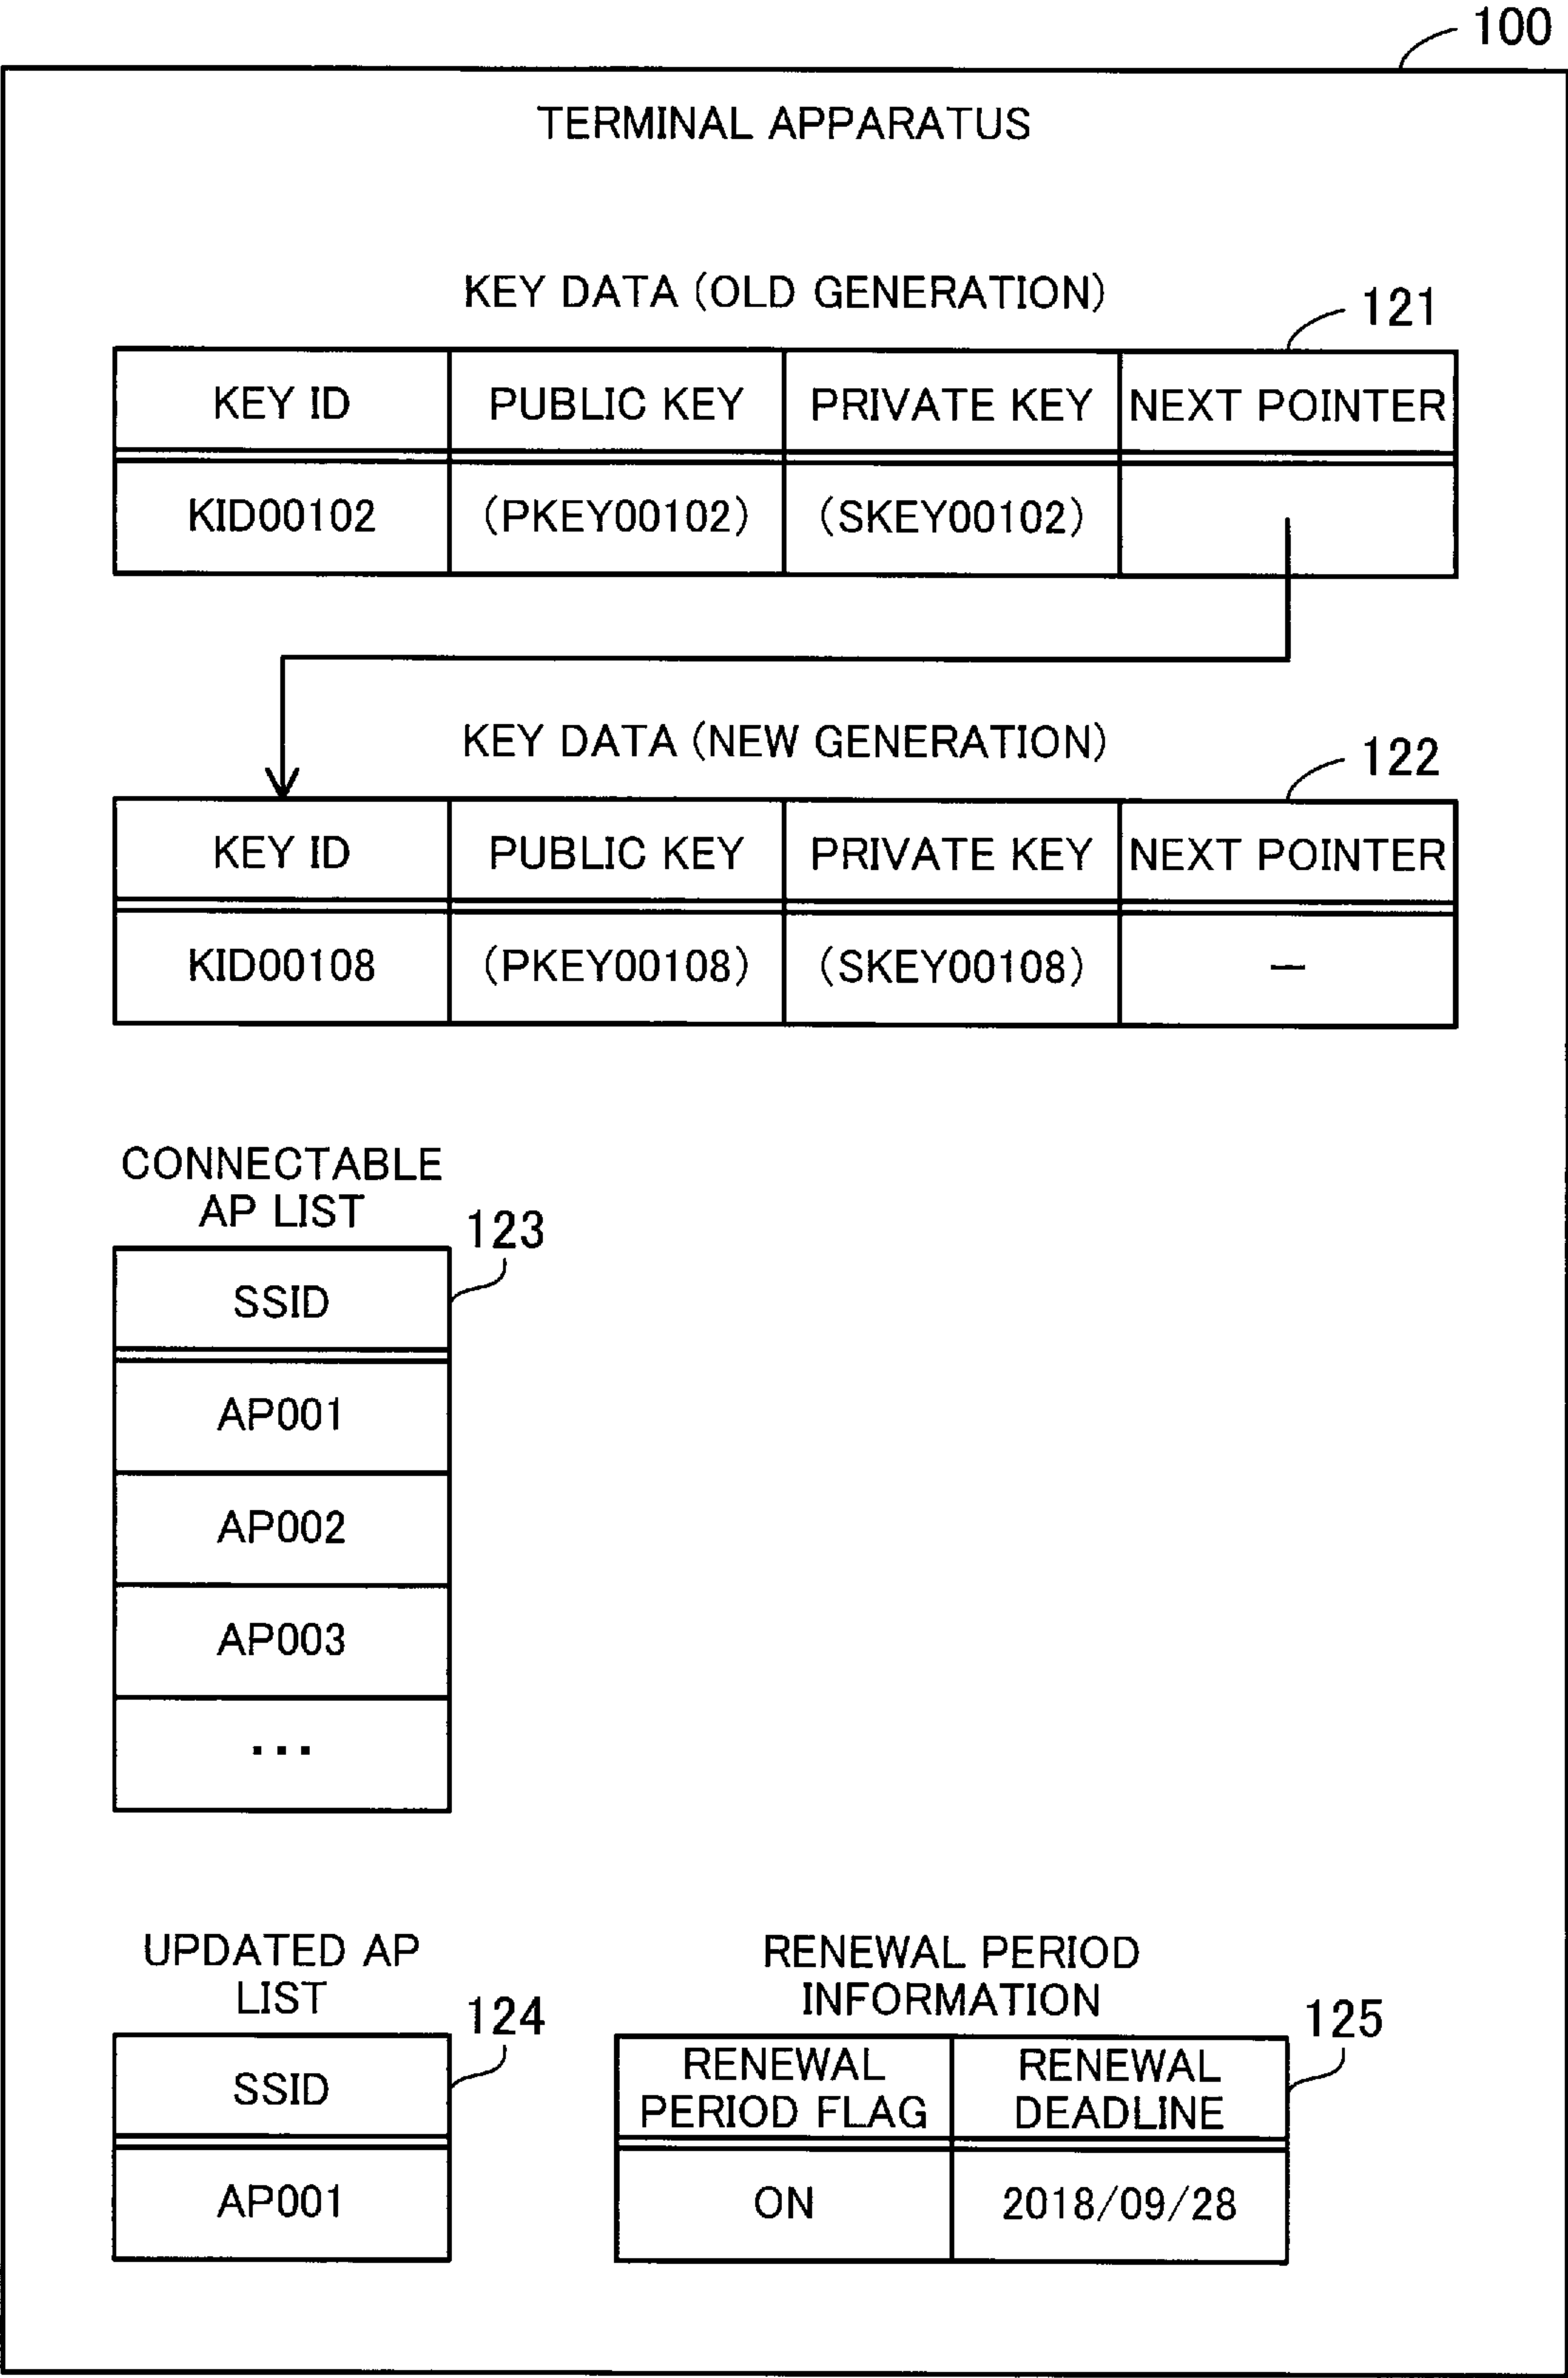 100
TERMINAL APPARATUS
KEY DATA (OLD GENERATION)
121
KEY ID PUBLIC KEY PRIVATE KEY NEXT POINTER
KID00102 (PKEY00102) (SKEY00102)
KEY DATA (NEW GENERATION)
122
KEY ID PUBLIC KEY PRIVATE KEY NEXT POINTER
KID00108 (PKEY00108) (SKEY00108) —
CONNECTABLE
AP LIST
123
SSID
AP001
AP002
AP003
...
UPDATED AP
LIST
124
SSID
AP001
RENEWAL PERIOD
INFORMATION
125
RENEWAL
PERIOD FLAG
RENEWAL
DEADLINE
ON 2018/09/28